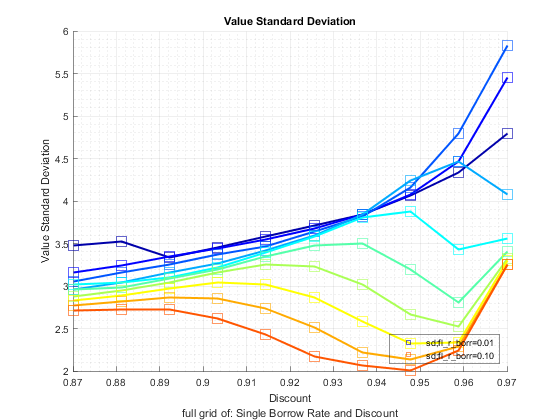 Value Standard Deviation
6
5.5
5
4.5
4
3.5
3
2.5
2
Value Standard Deviation
sd;fl_r_borr=0.01
sd;fl_r_borr=0.10
0.87 0.88 0.89 0.9 0.91 0.92 0.93 0.94 0.95 0.96 0.97
Discount
full grid of: Single Borrow Rate and Discount